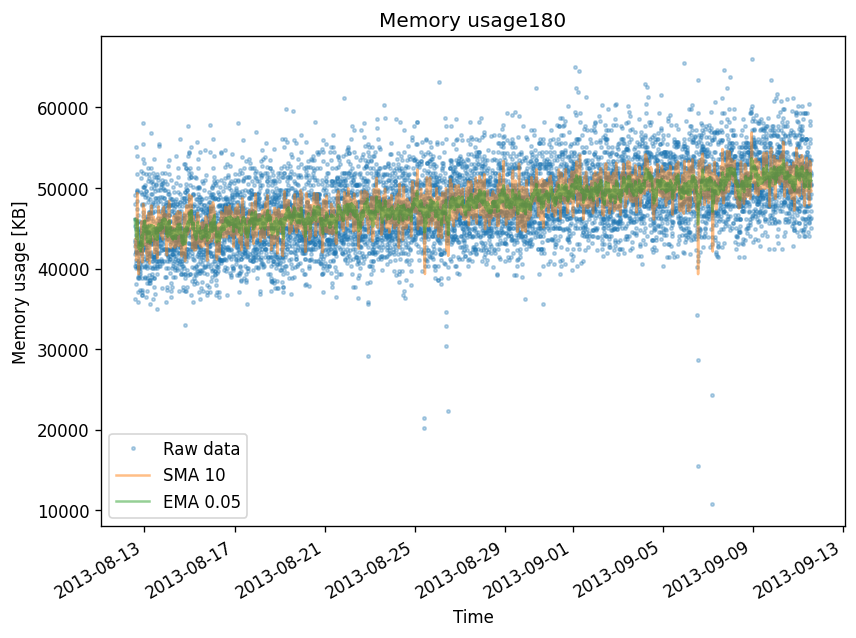 Memory usage180
Memory usage [KB]
60000
50000
40000
30000
20000
10000
Raw data
SMA 10
EMA 0.05
2013-08-13
2013-08-17
2013-08-21
2013-08-25
2013-08-29
2013-09-01
2013-09-05
2013-09-09
2013-09-13
Time